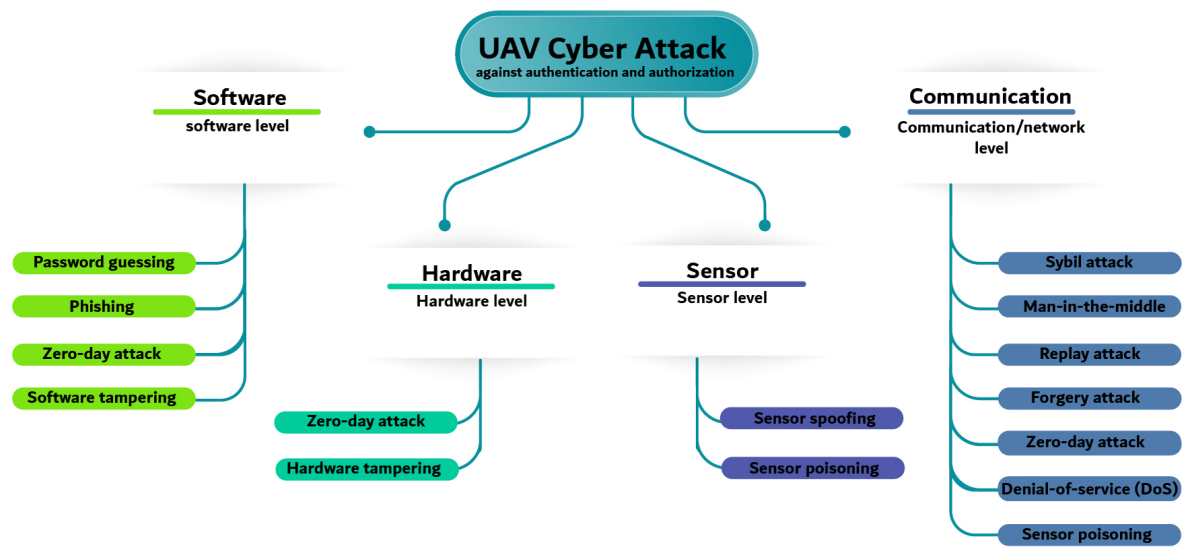 UAV Cyber Attack
against authentication and authorization
Software
software level
Password guessing
Phishing
Zero-day attack
Software tampering
Hardware
Hardware level
Zero-day attack
Hardware tampering
Sensor
Sensor level
Sensor spoofing
Sensor poisoning
Communication
Communication/network
level
Sybil attack
Man-in-the-middle
Replay attack
Forgery attack
Zero-day attack
Denial-of-service (DoS)
Sensor poisoning